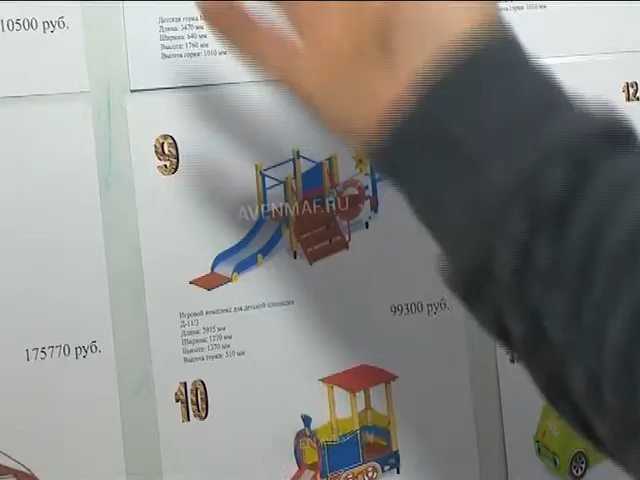 10500 руб.
Детская горка
Длина: 3470 мм
Ширина: 640 мм
Высота: 1760 мм
Высота горки: 1010 мм
12
9
AVENMAF.RU
Игровой комплекс для детской площадки
Д-11/3
Длина: 3915 мм
Ширина: 1210 мм
Высота: 1370 мм
Высота горки: 510 мм
99300 руб.
175770 руб.
10